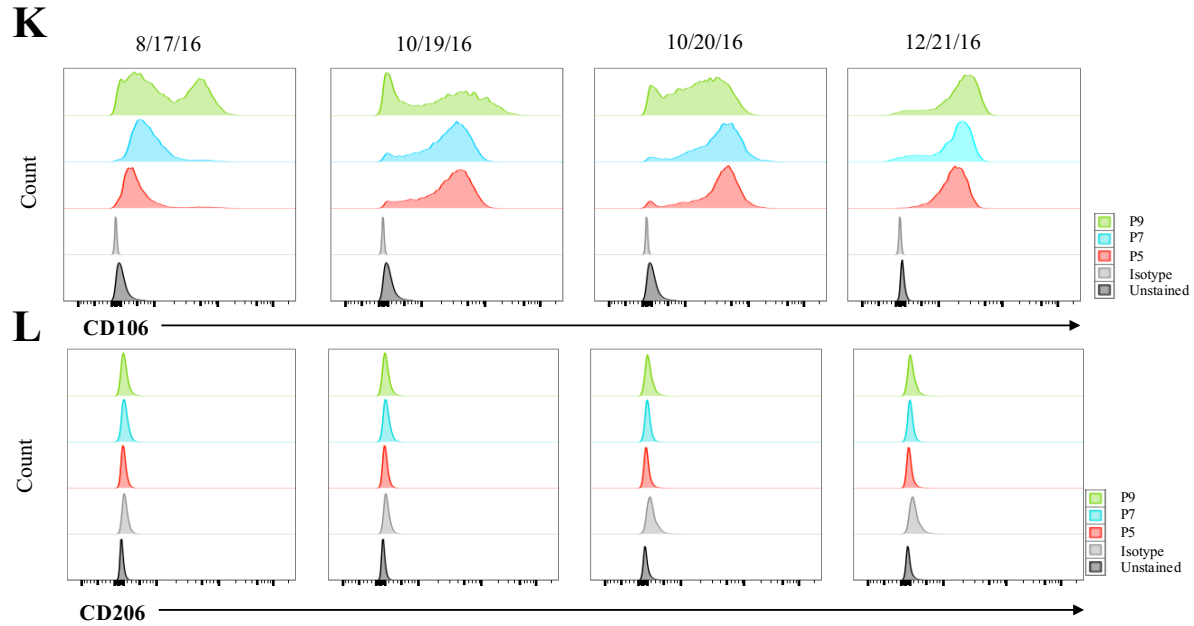 K
8/17/16
10/19/16
10/20/16
12/21/16
Count
P9
P7
P5
Isotype
Unstained
CD106
L
Count
P9
P7
P5
Isotype
Unstained
CD206